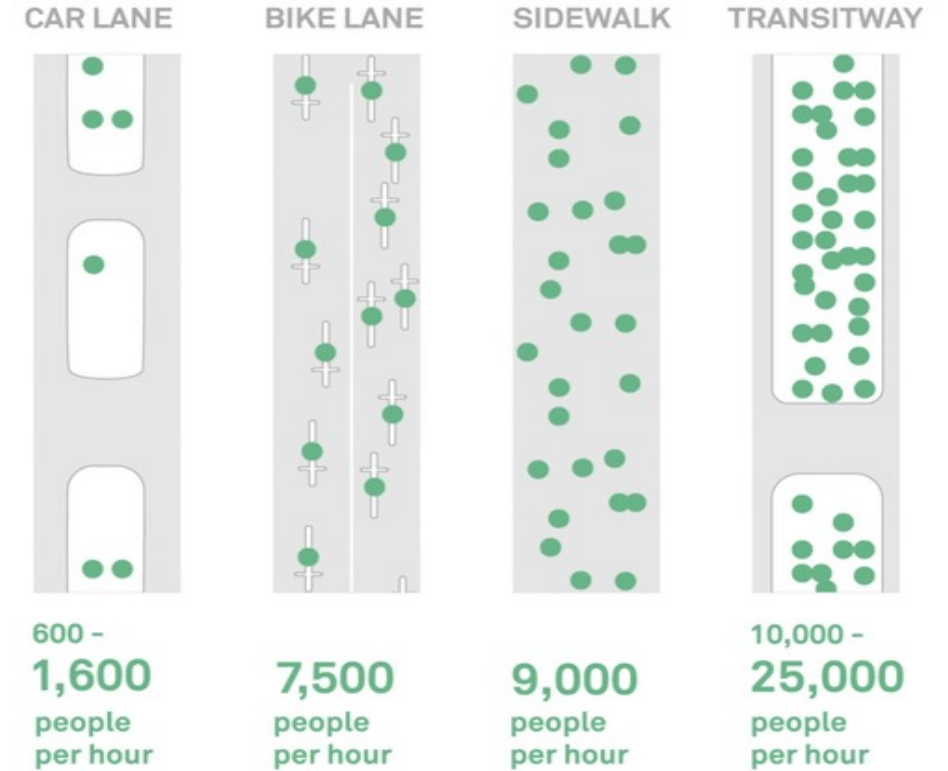 CAR LANE
BIKE LANE
SIDEWALK
TRANSITWAY
600 –
1,600
people
per hour
7,500
people
per hour
9,000
people
per hour
10,000 –
25,000
people
per hour